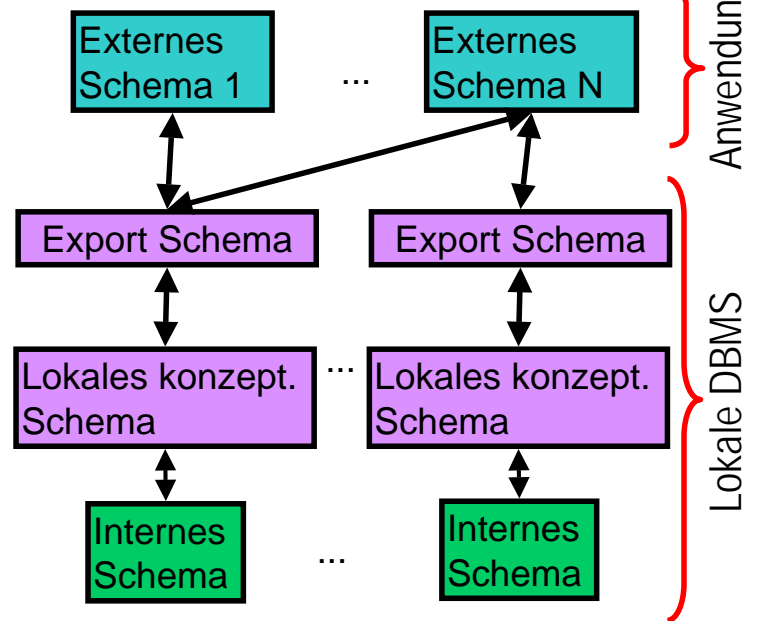 Externes
Schema 1
...
Externes
Schema N
Anwendun
Export Schema
Export Schema
Lokales konzept.
Schema
...
Lokales konzept.
Schema
Lokale DBMS
Internes
Schema
...
Internes
Schema